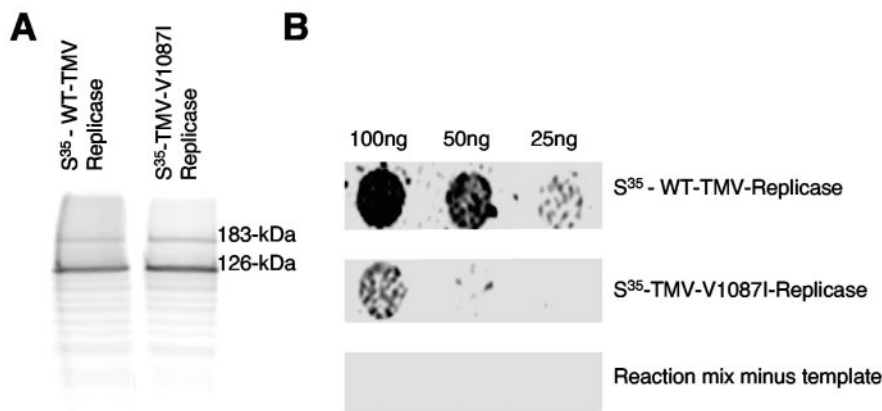 A
S³⁵ - WT-TMV
Replicase
S³⁵-TMV-V1087I
Replicase
183-kDa
126-kDa
B
100ng 50ng 25ng
S³⁵ - WT-TMV-Replicase
S³⁵-TMV-V1087I-Replicase
Reaction mix minus template